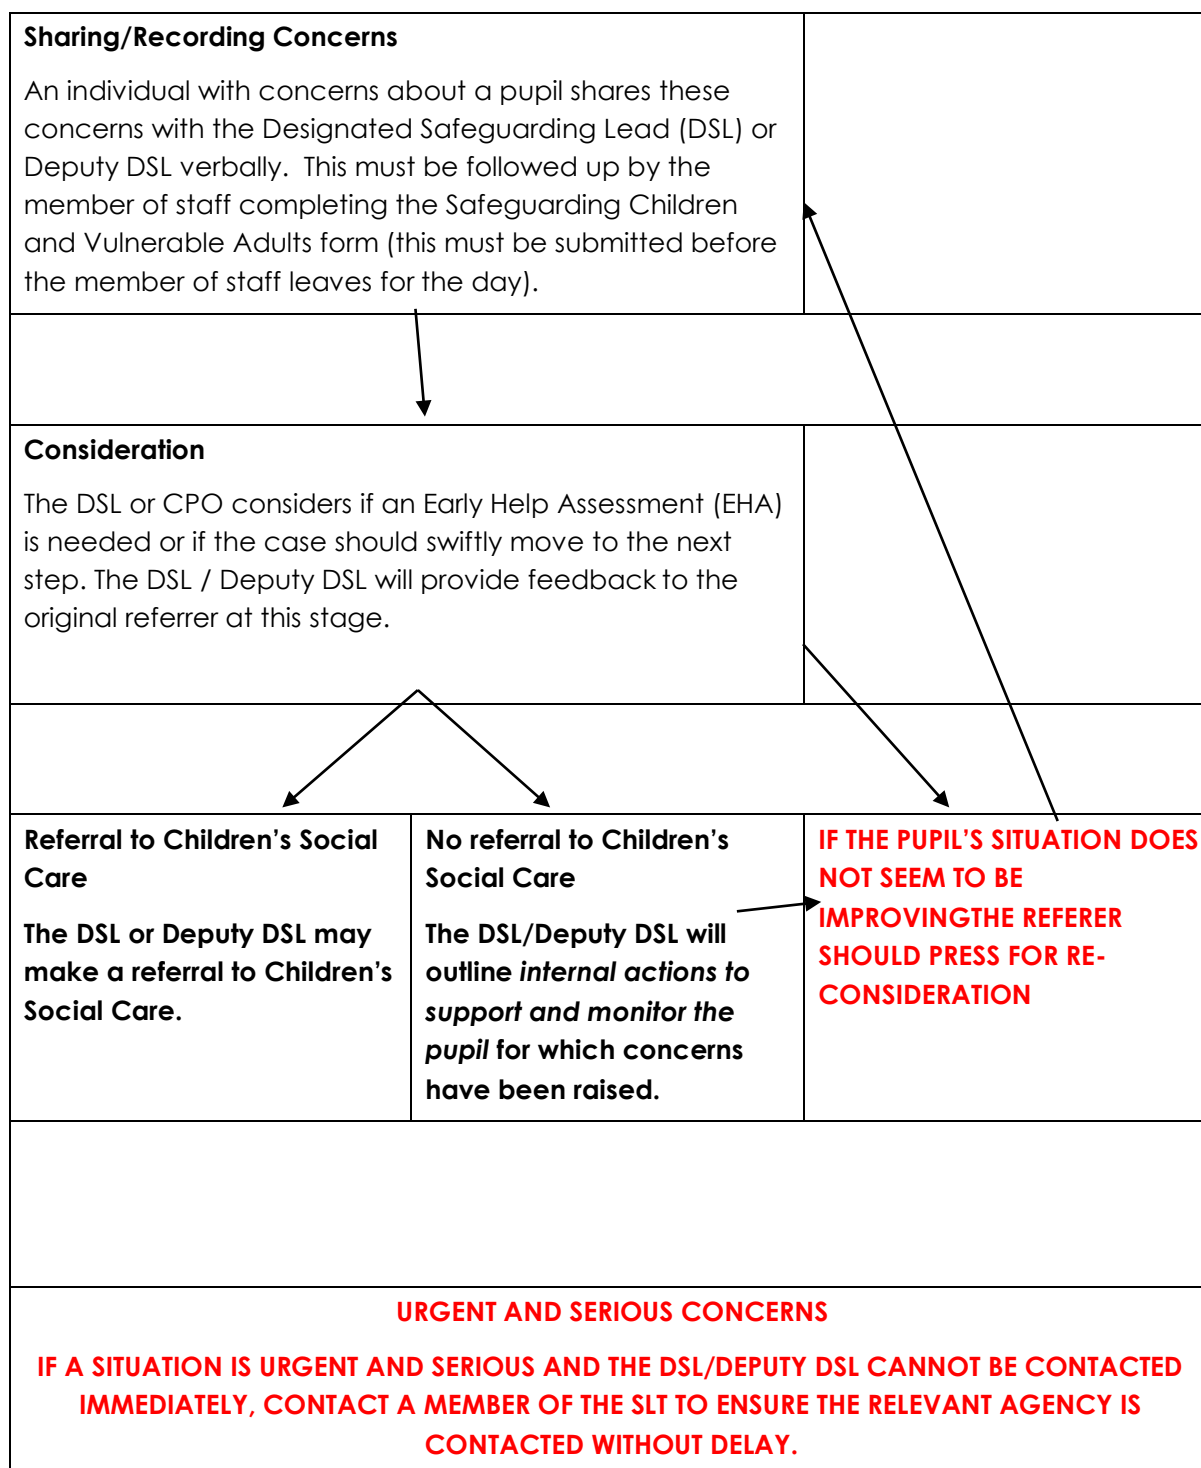 Sharing/Recording Concerns
An individual with concerns about a pupil shares these
concerns with the Designated Safeguarding Lead (DSL) or
Deputy DSL verbally.  This must be followed up by the
member of staff completing the Safeguarding Children
and Vulnerable Adults form (this must be submitted before
the member of staff leaves for the day).
Consideration
The DSL or CPO considers if an Early Help Assessment (EHA)
is needed or if the case should swiftly move to the next
step. The DSL / Deputy DSL will provide feedback to the
original referrer at this stage.
Referral to Children’s Social
Care
The DSL or Deputy DSL may
make a referral to Children’s
Social Care.
No referral to Children’s
Social Care
The DSL/Deputy DSL will
outline internal actions to
support and monitor the
pupil for which concerns
have been raised.
IF THE PUPIL’S SITUATION DOES
NOT SEEM TO BE
IMPROVINGTHE REFERER
SHOULD PRESS FOR RE-
CONSIDERATION
URGENT AND SERIOUS CONCERNS
IF A SITUATION IS URGENT AND SERIOUS AND THE DSL/DEPUTY DSL CANNOT BE CONTACTED
IMMEDIATELY, CONTACT A MEMBER OF THE SLT TO ENSURE THE RELEVANT AGENCY IS
CONTACTED WITHOUT DELAY.